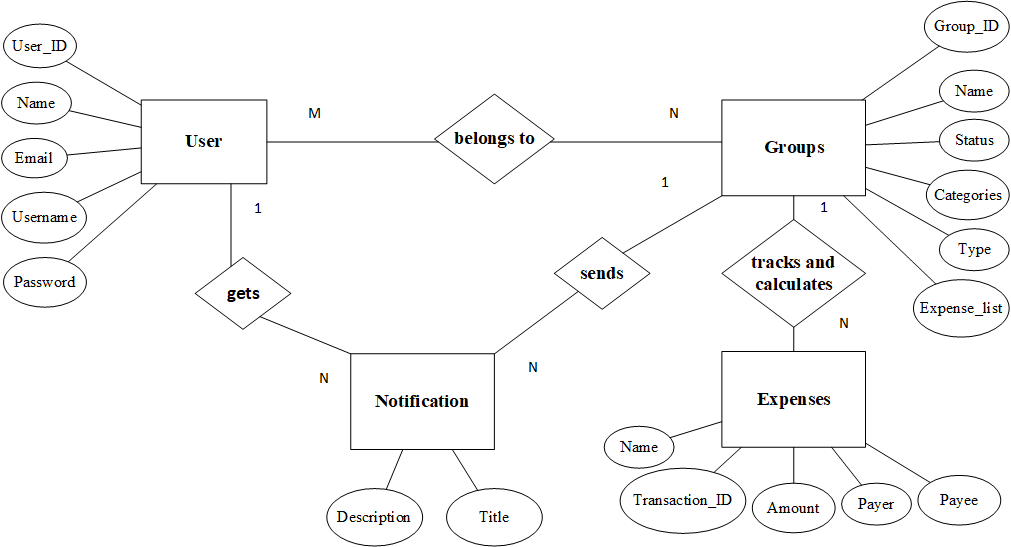 Group_ID
User_ID
Name
Name
M
N
User
belongs to
Groups
Status
Email
1
Categories
Username
1
1
Type
Password
gets
sends
tracks and
calculates
Expense_list
N
N
N
Notification
Expenses
Name
Transaction_ID
Amount
Payer
Payee
Description
Title